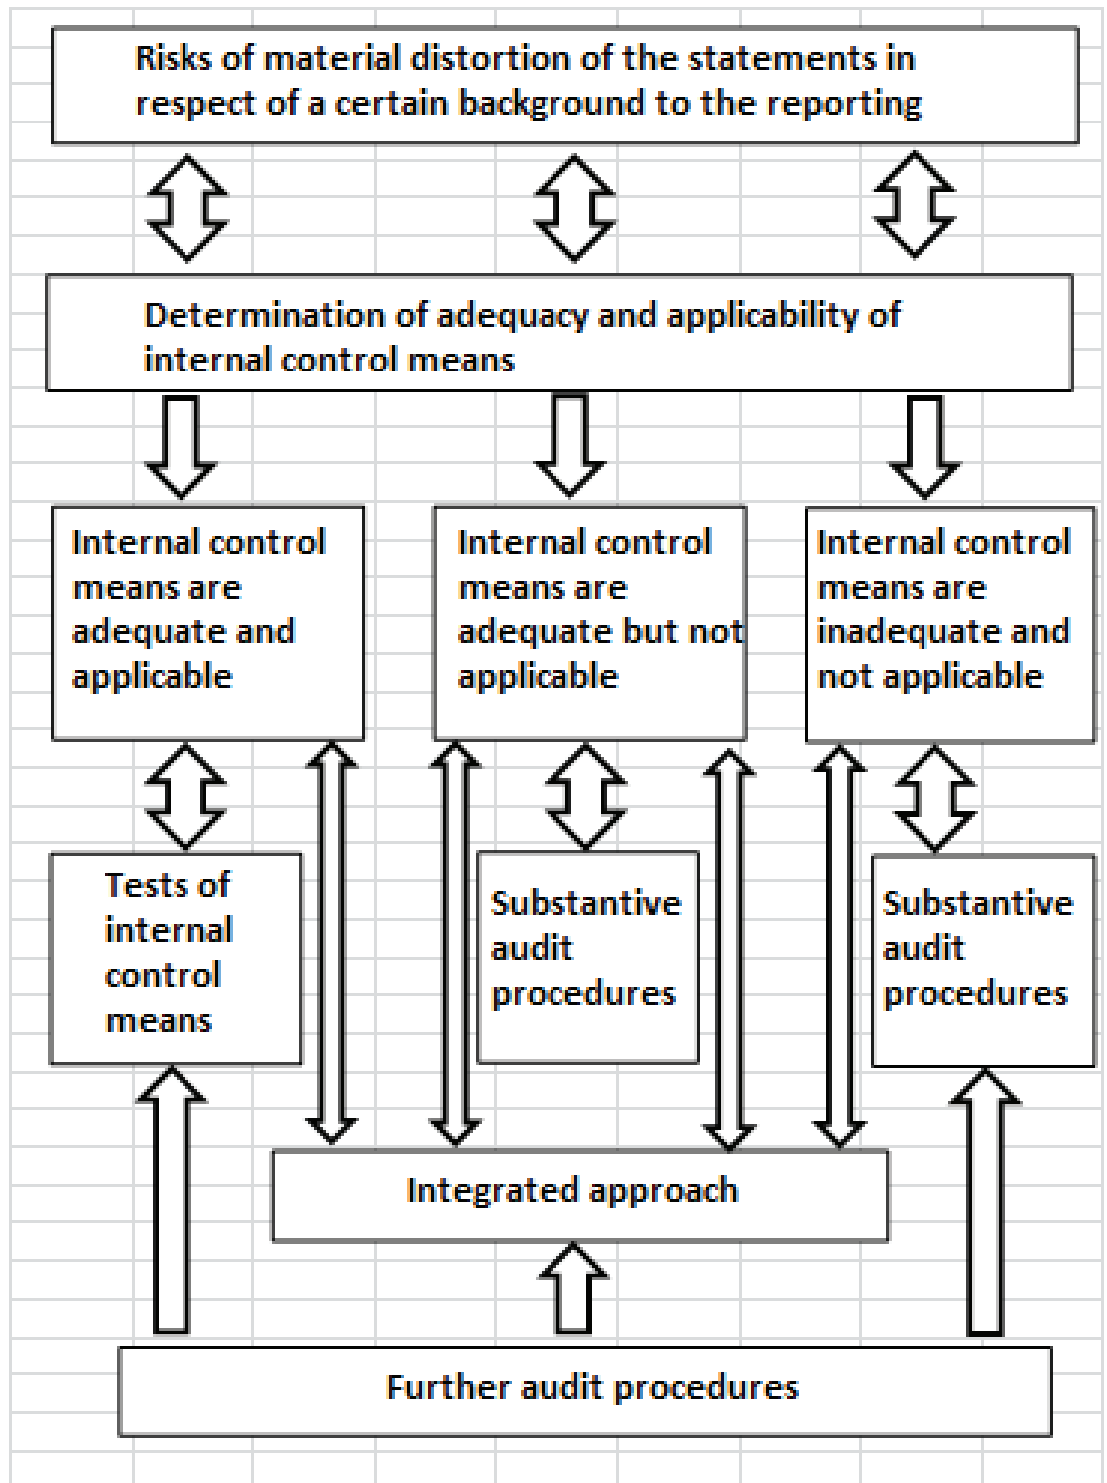 Risks of material distortion of the statements in
respect of a certain background to the reporting
Determination of adequacy and applicability of
internal control means
Internal control
means are
adequate and
applicable
Internal control
means are
adequate but not
applicable
Internal control
means are
inadequate and
not applicable
Tests of
internal
control
means
Substantive
audit
procedures
Substantive
audit
procedures
Integrated approach
Further audit procedures